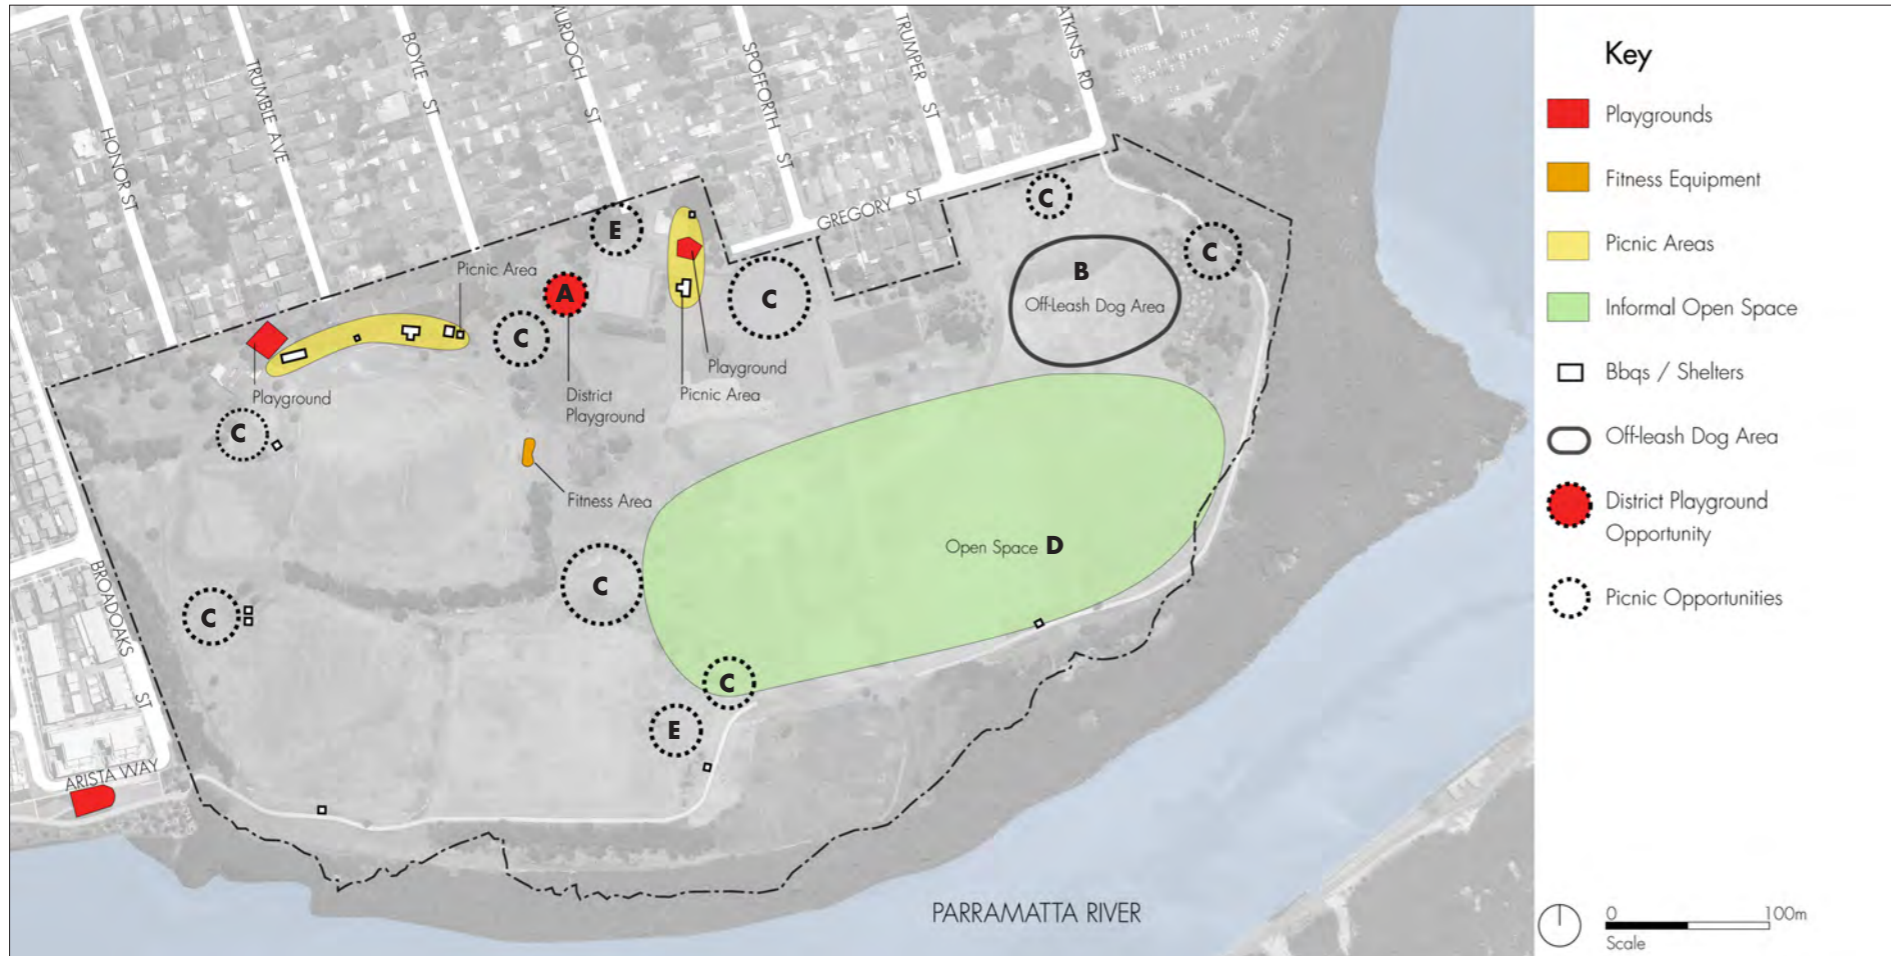 HONOR ST
TRUMBLE AVE
BOYLE ST
MURDOCH ST
SPOFFORTH ST
TRUMPER ST
ATKINS RD
GREGORY ST
C
C
E
B
Off-Leash Dog Area
Picnic Area
A
C
C
Playground
District
Playground
Playground
Picnic Area
C
Fitness Area
Open Space D
C
C
BROADOAKS ST
C
E
ARISTA WAY
PARRAMATTA RIVER
Key
Playgrounds
Fitness Equipment
Picnic Areas
Informal Open Space
Bbqs / Shelters
Off-leash Dog Area
District Playground
Opportunity
Picnic Opportunities
0 100m
Scale